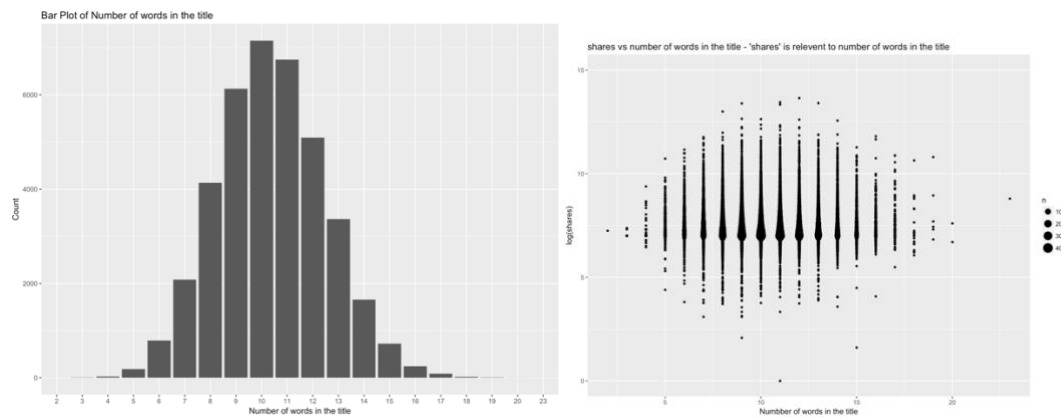 Bar Plot of Number of words in the title
6000
4000
2000
0
Count
2 3 4 5 6 7 8 9 10 11 12 13 14 15 16 17 18 19 20 23
Number of words in the title
shares vs number of words in the title - 'shares' is relevent to number of words in the title
15
10
5
0
log(shares)
5 10 15 20
Numbber of words in the title
n